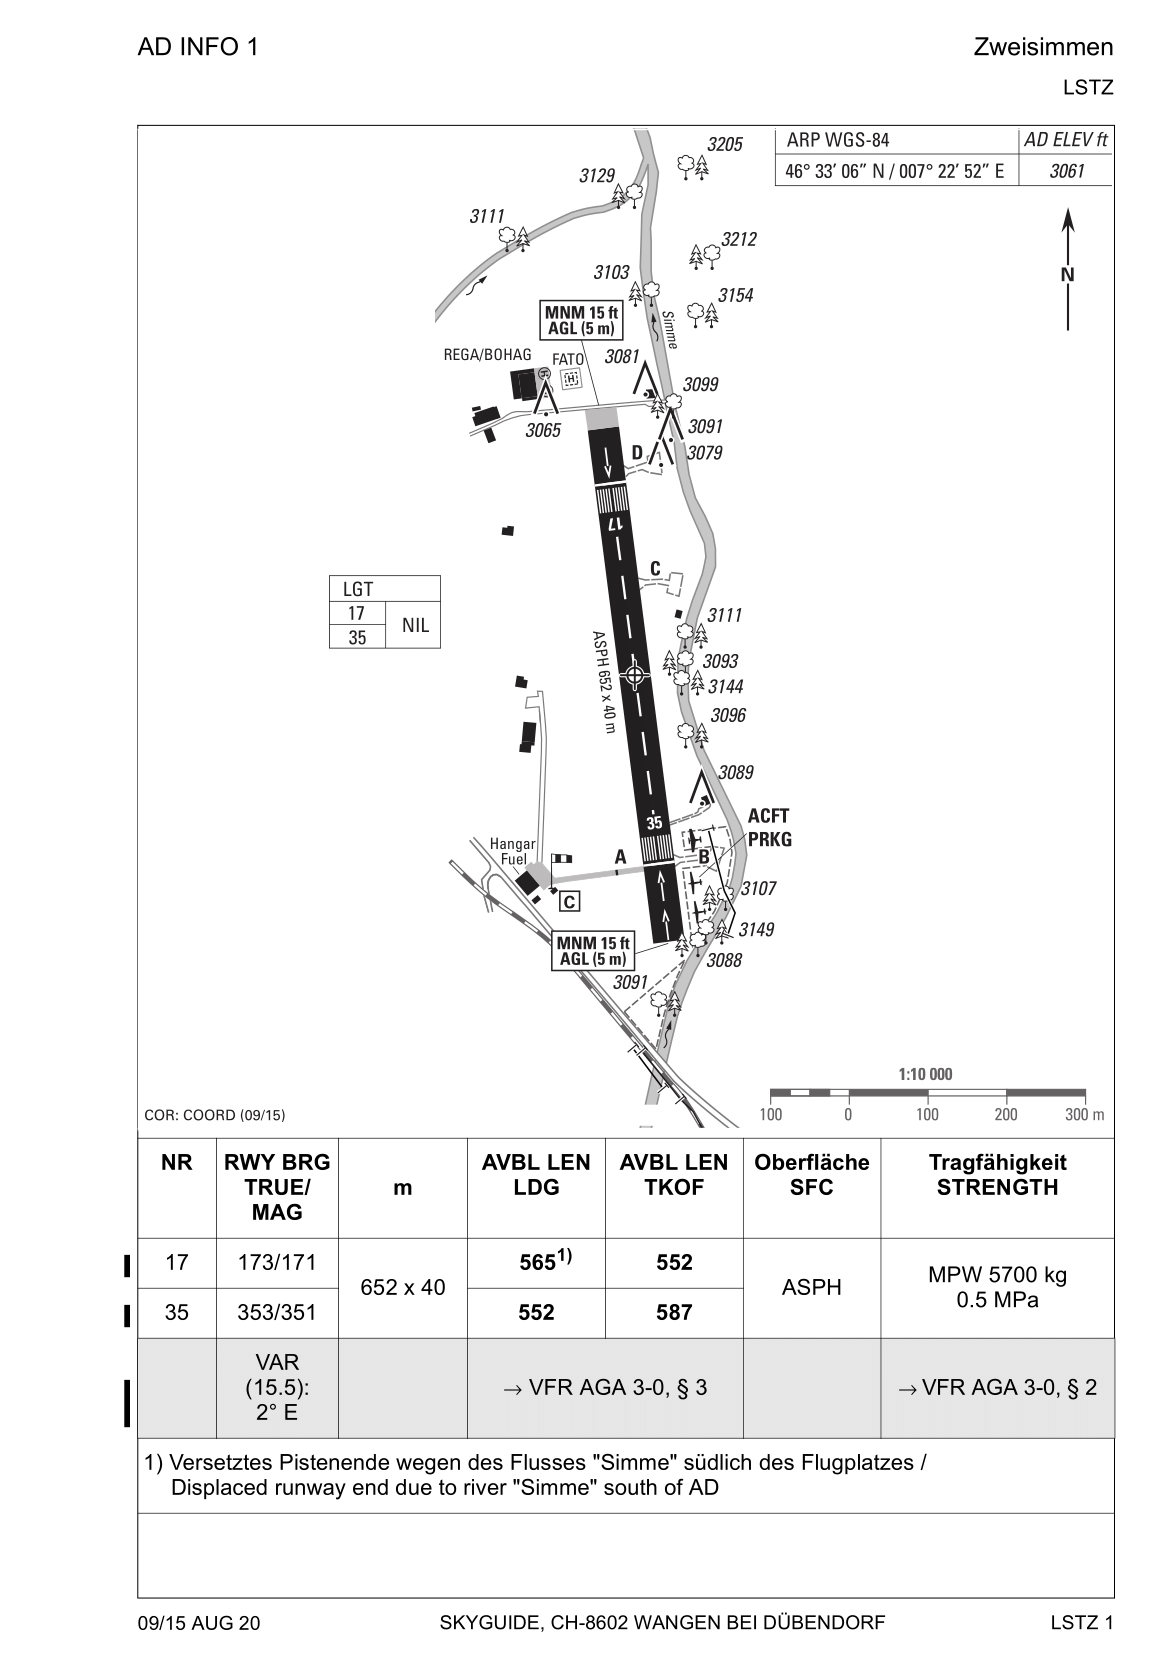 AD INFO 1
Zweisimmen
LSTZ
ARP WGS-84
AD ELEV ft
46° 33′ 06″ N / 007° 22′ 52″ E
3061
3205
3129
3111
3212
N
3103
3154
MNM 15 ft
AGL (5 m)
Simme
REGA/BOHAG
FATO
3081
H
H
3099
3065
3091
D
3079
17
C
LGT
17
35
NIL
3111
ASPH 652 x 40 m
3093
3144
3096
3089
35
ACFT
PRKG
Hangar
Fuel
A
B
3107
C
3149
MNM 15 ft
AGL (5 m)
3088
3091
1:10 000
100 0 100 200 300 m
COR: COORD (09/15)
NR
RWY BRG
TRUE/
MAG
m
AVBL LEN
LDG
AVBL LEN
TKOF
Oberfläche
SFC
Tragfähigkeit
STRENGTH
17
173/171
652 x 40
565 1)
552
ASPH
MPW 5700 kg
0.5 MPa
35
353/351
552
587
VAR
(15.5):
2° E
→ VFR AGA 3-0, § 3
→ VFR AGA 3-0, § 2
1) Versetztes Pistenende wegen des Flusses "Simme" südlich des Flugplatzes /
Displaced runway end due to river "Simme" south of AD
09/15 AUG 20
SKYGUIDE, CH-8602 WANGEN BEI DÜBENDORF
LSTZ 1